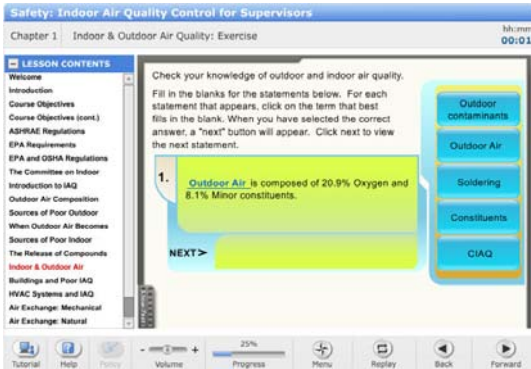 Safety: Indoor Air Quality Control for Supervisors
Chapter 1 Indoor & Outdoor Air Quality: Exercise
hh:mm
00:01
LESSON CONTENTS
Welcome
Introduction
Course Objectives
Course Objectives (cont.)
ASHRAE Regulations
EPA Requirements
EPA and OSHA Regulations
The Committee on Indoor
Introduction to IAQ
Outdoor Air Composition
Sources of Poor Outdoor
When Outdoor Air Becomes
Sources of Poor Indoor
The Release of Compounds
Indoor & Outdoor Air
Buildings and Poor IAQ
HVAC Systems and IAQ
Air Exchange: Mechanical
Air Exchange: Natural
Check your knowledge of outdoor and indoor air quality.
Fill in the blanks for the statements below. For each
statement that appears, click on the term that best
fills in the blank. When you have selected the correct
answer, a "next" button will appear. Click next to view
the next statement.
1.
Outdoor Air is composed of 20.9% Oxygen and
8.1% Minor constituents.
NEXT>
Outdoor
contaminants
Outdoor Air
Soldering
Constituents
CIAQ
Tutorial
Help
Policy
- +
Volume
25%
Progress
Menu
Replay
Back
Forward